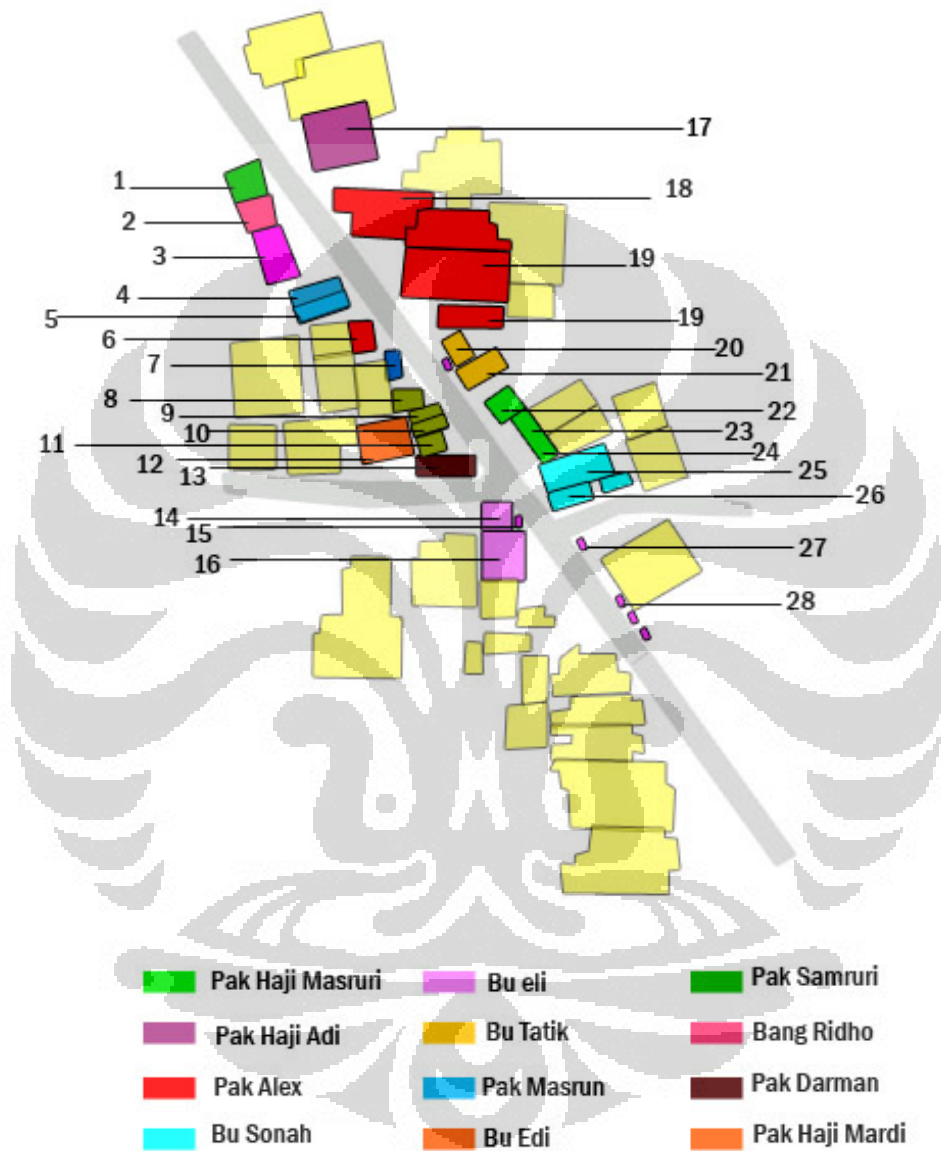 17
1
18
2
3
19
4
5
19
6
20
7
21
8
22
9
23
10
11
24
12
25
13
26
14
15
27
16
28
Pak Haji Masruri
Bu eli
Pak Samruri
Pak Haji Adi
Bu Tatik
Bang Ridho
Pak Alex
Pak Masrun
Pak Darman
Bu Sonah
Bu Edi
Pak Haji Mardi